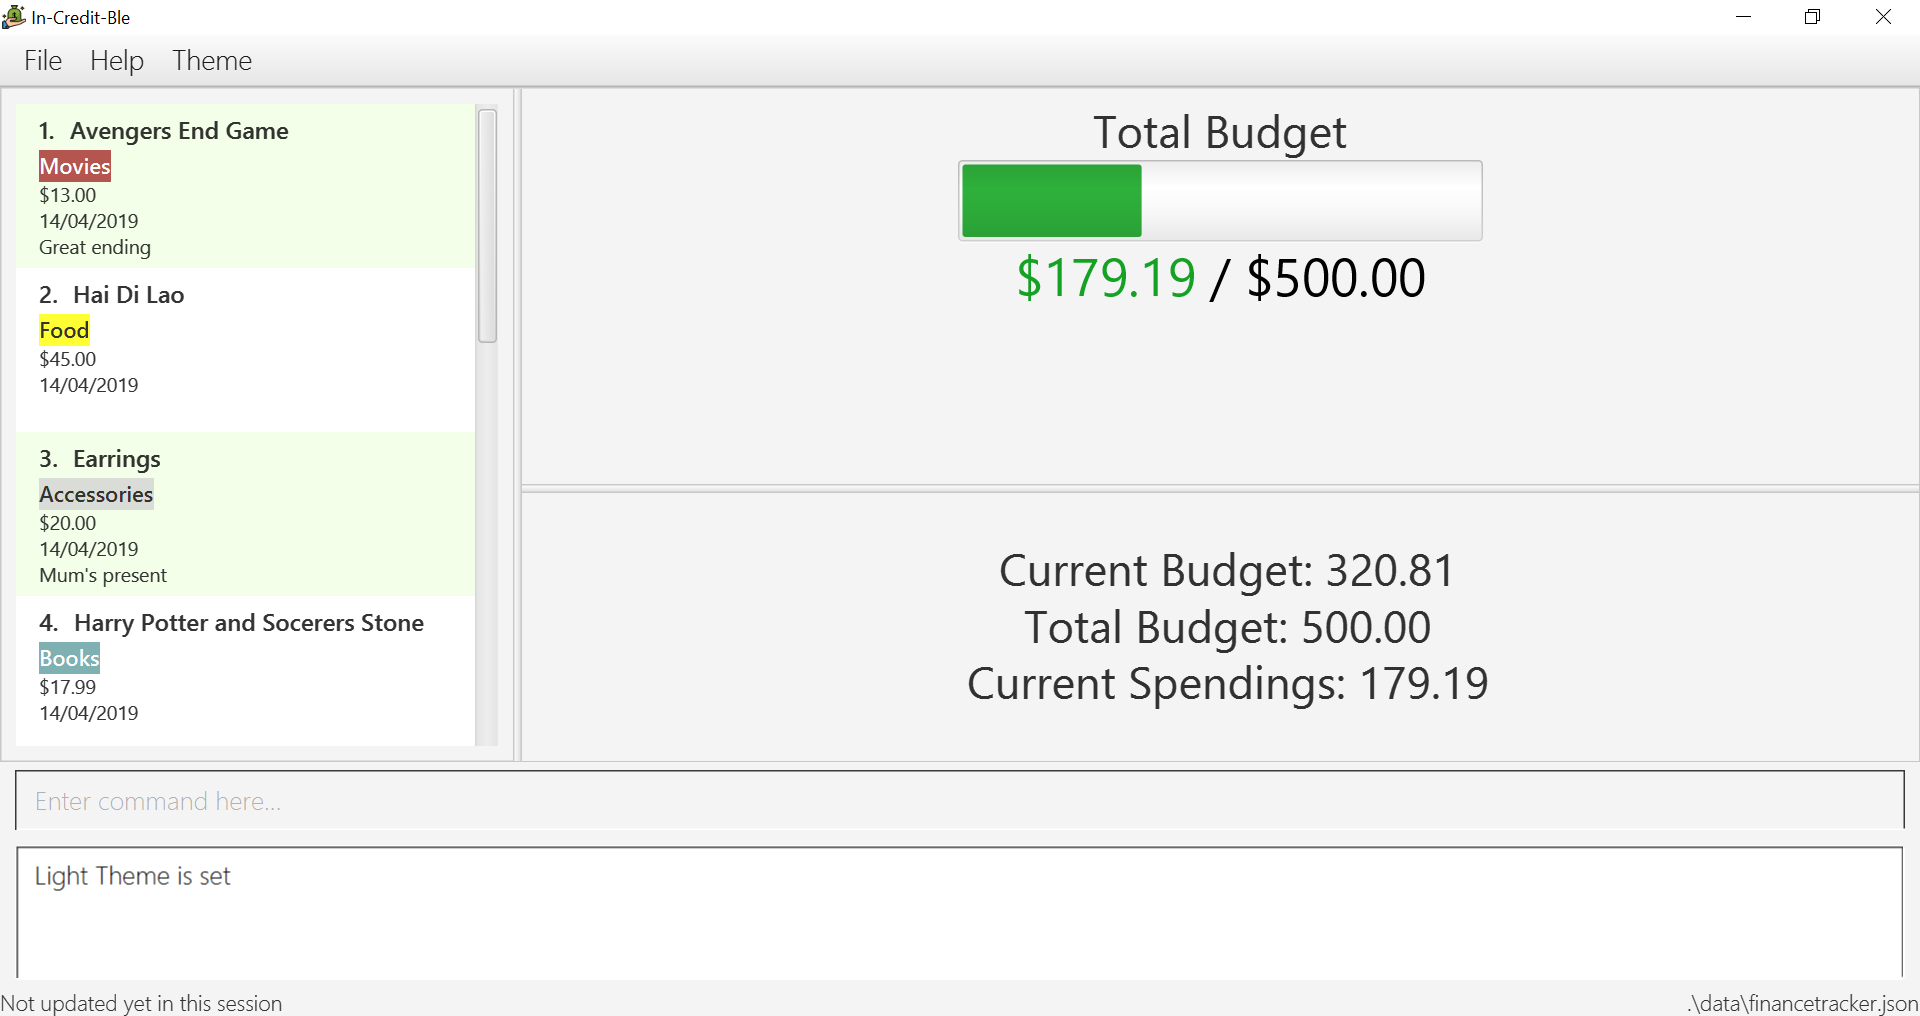 In-Credit-Ble
File Help Theme
1. Avengers End Game
Movies
$13.00
14/04/2019
Great ending
2. Hai Di Lao
Food
$45.00
14/04/2019
3. Earrings
Accessories
$20.00
14/04/2019
Mum's present
4. Harry Potter and Socerers Stone
Books
$17.99
14/04/2019
Total Budget
$179.19 / $500.00
Current Budget: 320.81
Total Budget: 500.00
Current Spendings: 179.19
Enter command here...
Light Theme is set
Not updated yet in this session
.\data\financetracker.json